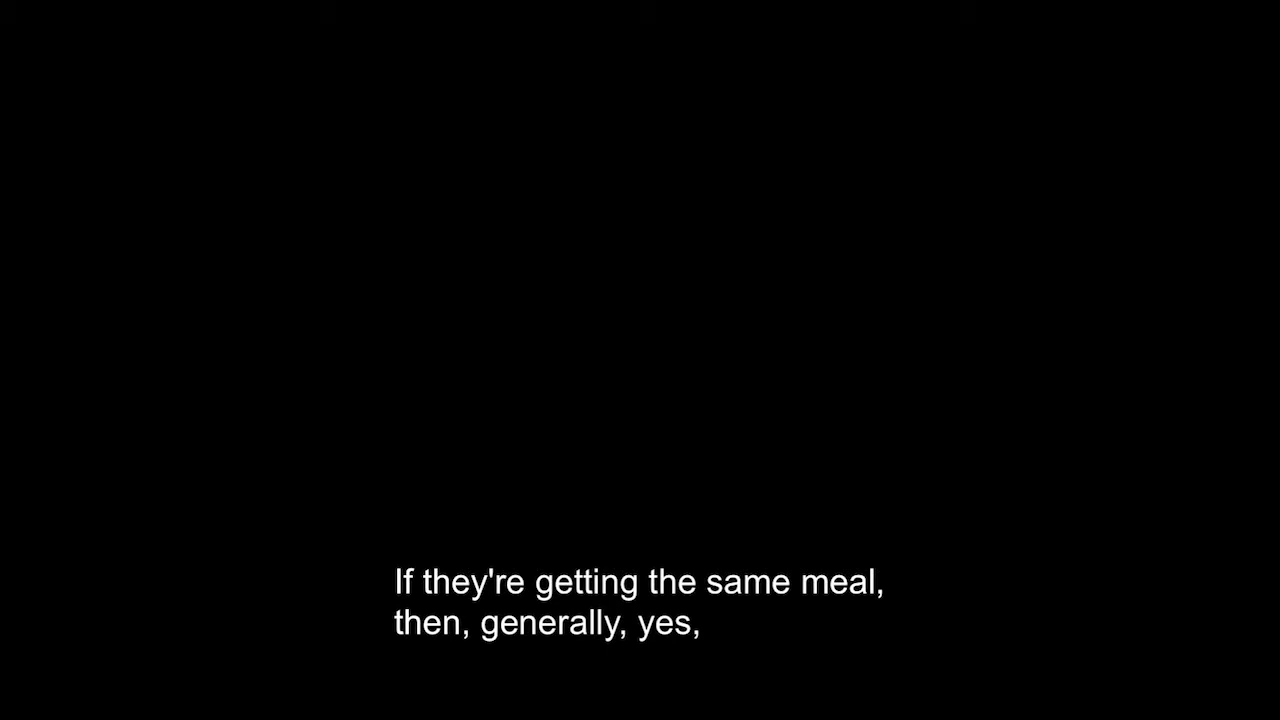 If they're getting the same meal,
then, generally, yes,